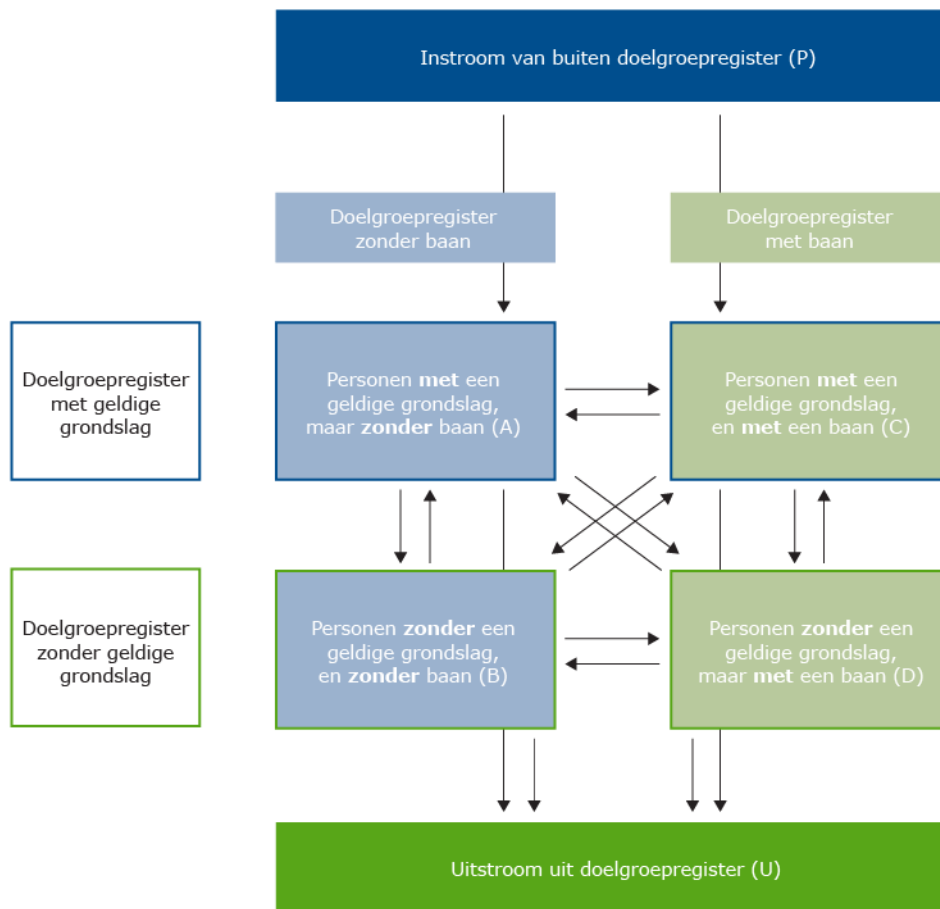 Instroom van buiten doelgroepregister (P)
Doelgroepregister
zonder baan
Doelgroepregister
met baan
Doelgroepregister
met geldige
grondslag
Personen met een
geldige grondslag,
maar zonder baan (A)
Personen met een
geldige grondslag,
en met een baan (C)
Doelgroepregister
zonder geldige
grondslag
Personen zonder een
geldige grondslag,
en zonder baan (B)
Personen zonder een
geldige grondslag,
maar met een baan (D)
Uitstroom uit doelgroepregister (U)